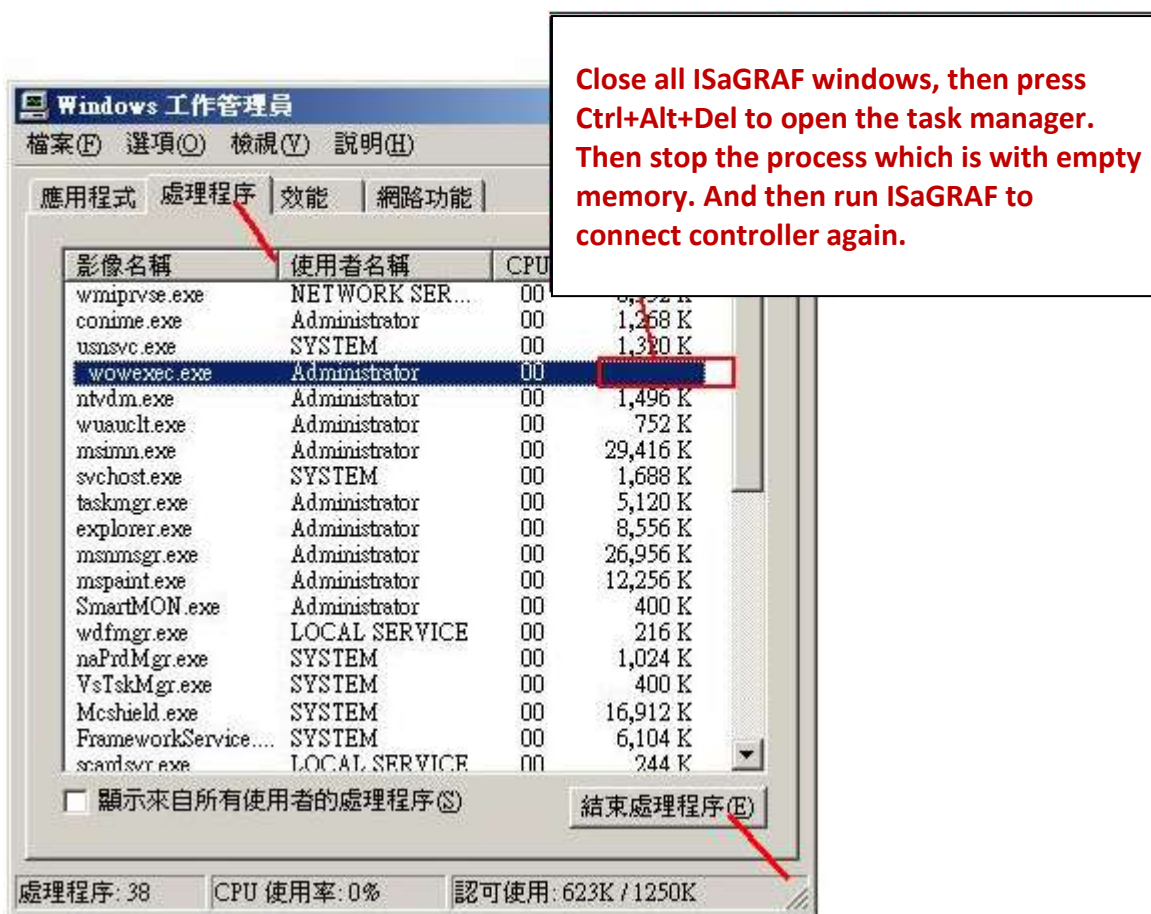 Close all ISaGRAF windows, then press
Ctrl+Alt+Del to open the task manager.
Then stop the process which is with empty
memory. And then run ISaGRAF to
connect controller again.
Windows 工作管理員
檔案(F) 選項(O) 檢視(V) 說明(H)
應用程式 處理程序 效能 網路功能
影像名稱 使用者名稱 CPU
wmiprvse.exe NETWORK SER... 00
conime.exe Administrator 00 1,268 K
usnsvc.exe SYSTEM 00 1,320 K
wowexec.exe Administrator 00
ntvdm.exe Administrator 00 1,496 K
wuauclt.exe Administrator 00 752 K
msimn.exe Administrator 00 29,416 K
svchost.exe SYSTEM 00 1,688 K
taskmgr.exe Administrator 00 5,120 K
explorer.exe Administrator 00 8,556 K
msnmsgr.exe Administrator 00 26,956 K
mspaint.exe Administrator 00 12,256 K
SmartMON.exe Administrator 00 400 K
wdfmgr.exe LOCAL SERVICE 00 216 K
naPrdMgr.exe SYSTEM 00 1,024 K
VsTskMgr.exe SYSTEM 00 400 K
Mcshield.exe SYSTEM 00 16,912 K
FrameworkService.... SYSTEM 00 6,104 K
scardsvr.exe LOCAL SERVICE 00 244 K
顯示來自所有使用者的處理程序(S) 結束處理程序(E)
處理程序: 38 CPU 使用率: 0% 認可使用: 623K / 1250K